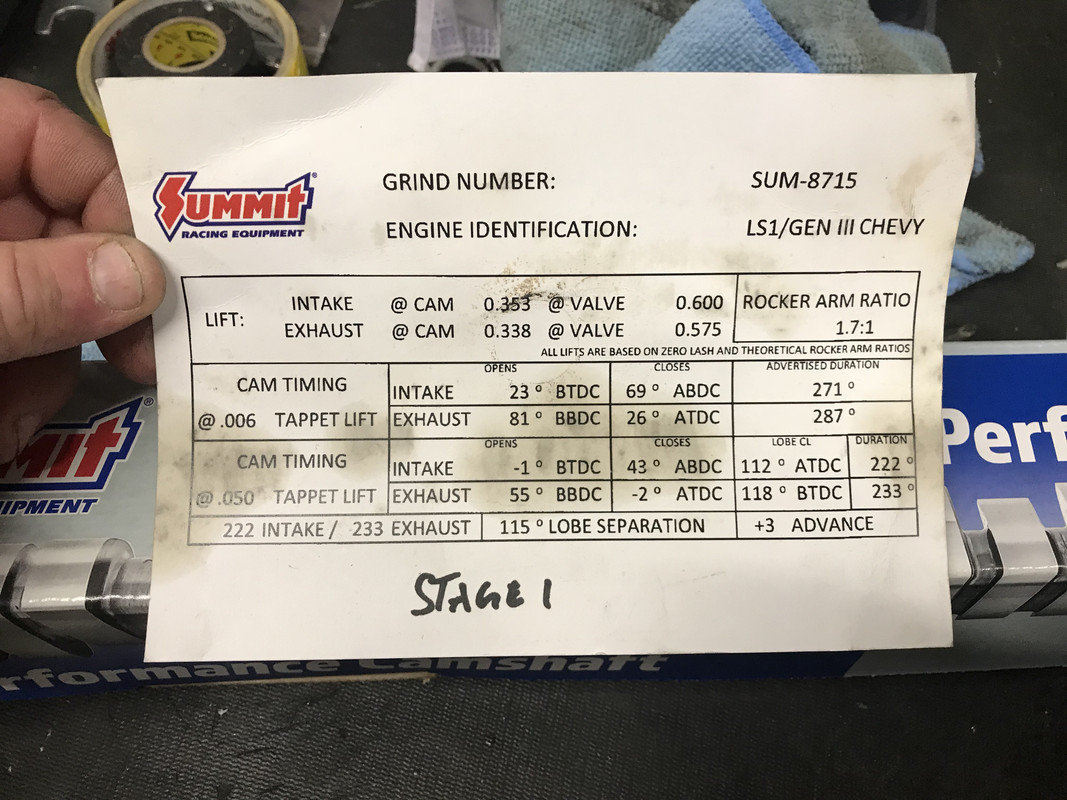 SUMMIT®
RACING EQUIPMENT
GRIND NUMBER: SUM-8715
ENGINE IDENTIFICATION: LS1/GEN III CHEVY
LIFT:
INTAKE @ CAM 0.353 @ VALVE 0.600
EXHAUST @ CAM 0.338 @ VALVE 0.575
ROCKER ARM RATIO
1.7:1
ALL LIFTS ARE BASED ON ZERO LASH AND THEORETICAL ROCKER ARM RATIOS
OPENS CLOSES ADVERTISED DURATION
CAM TIMING INTAKE 23 ° BTDC 69 ° ABDC 271 °
@ .006 TAPPET LIFT EXHAUST 81 ° BBDC 26 ° ATDC 287 °
OPENS CLOSES LOBE CL DURATION
CAM TIMING INTAKE -1 ° BTDC 43 ° ABDC 112 ° ATDC 222 °
@ .050 TAPPET LIFT EXHAUST 55 ° BBDC -2 ° ATDC 118 ° BTDC 233 °
222 INTAKE / 233 EXHAUST 115 ° LOBE SEPARATION +3 ADVANCE
STAGE 1
MIT®
IPMENT
Perf
rformance Camshaft